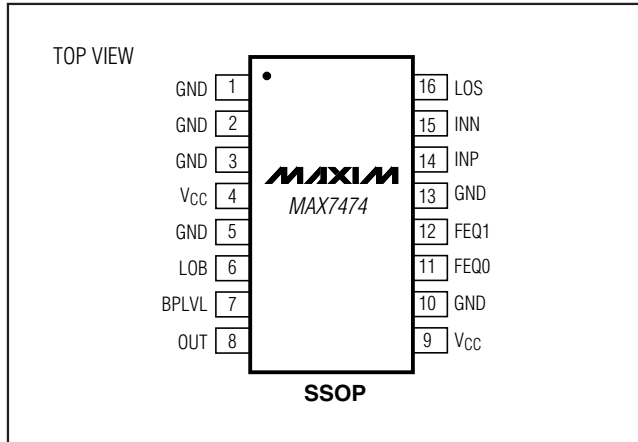 TOP VIEW
GND 1
GND 2
GND 3
VCC 4
GND 5
LOB 6
BPLVL 7
OUT 8
MAXIM
MAX7474
16 LOS
15 INN
14 INP
13 GND
12 FEQ1
11 FEQ0
10 GND
9 VCC
SSOP